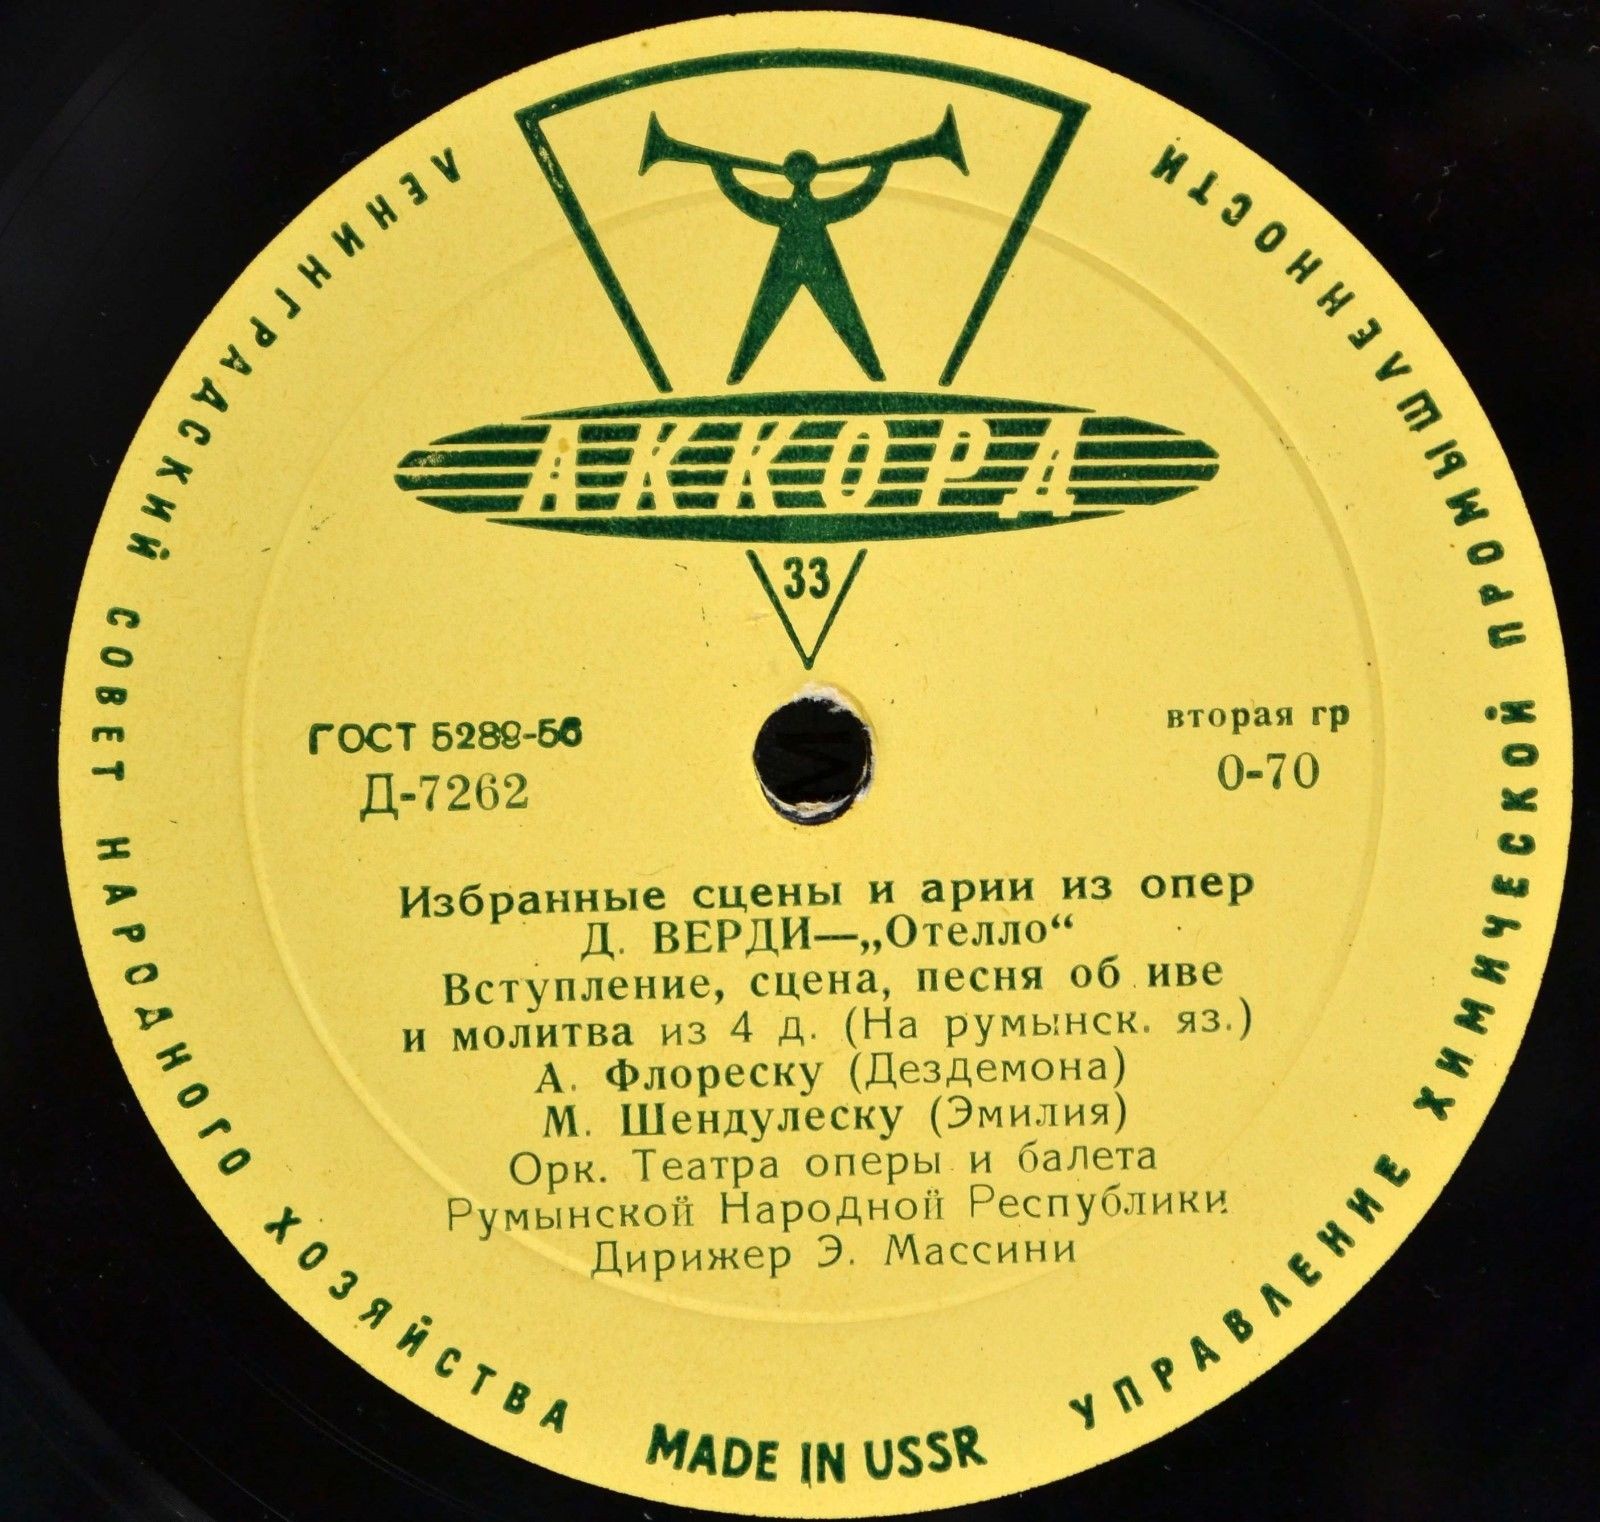 ЛЕНИНГРАДСКИЙ СОВЕТ НАРОДНОГО ХОЗЯЙСТВА
УПРАВЛЕНИЕ ХИМИЧЕСКОЙ ПРОМЫШЛЕННОСТИ
АККОРД
33
ГОСТ 5289-56
Д-7262
вторая гр
0-70
Избранные сцены и арии из опер
Д. ВЕРДИ—„Отелло“
Вступление, сцена, песня об иве
и молитва из 4 д. (На румынск. яз.)
А. Флореску (Дездемона)
М. Шендулеску (Эмилия)
Орк. Театра оперы и балета
Румынской Народной Республики
Дирижер Э. Массини
MADE IN USSR